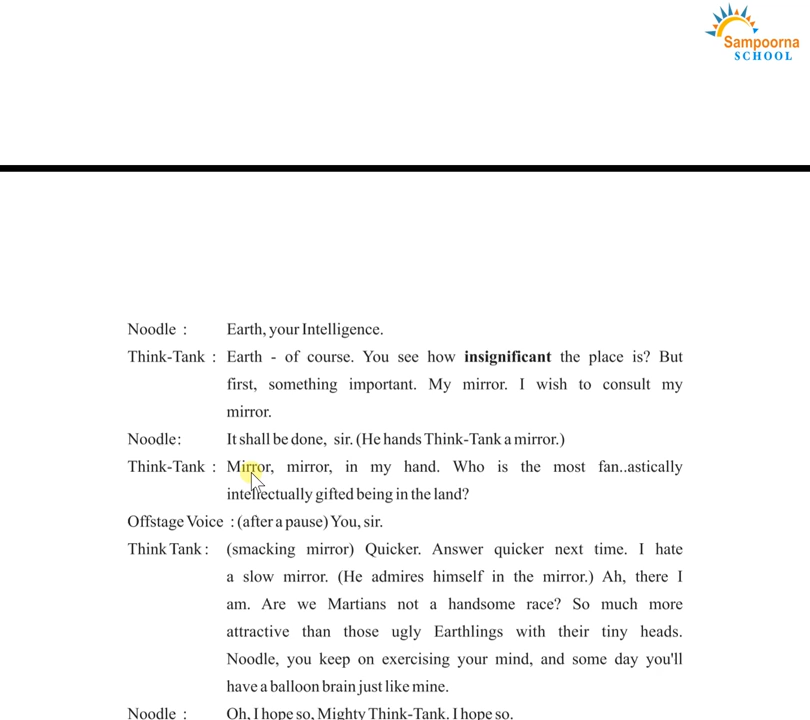 Sampoorna
SCHOOL
Noodle : Earth, your Intelligence.
Think-Tank : Earth - of course. You see how insignificant the place is? But
first, something important. My mirror. I wish to consult my
mirror.
Noodle: It shall be done, sir. (He hands Think-Tank a mirror.)
Think-Tank : Mirror, mirror, in my hand. Who is the most fan..astically
intellectually gifted being in the land?
Offstage Voice : (after a pause) You, sir.
Think Tank : (smacking mirror) Quicker. Answer quicker next time. I hate
a slow mirror. (He admires himself in the mirror.) Ah, there I
am. Are we Martians not a handsome race? So much more
attractive than those ugly Earthlings with their tiny heads.
Noodle, you keep on exercising your mind, and some day you'll
have a balloon brain just like mine.
Noodle : Oh, I hope so, Mighty Think-Tank. I hope so.